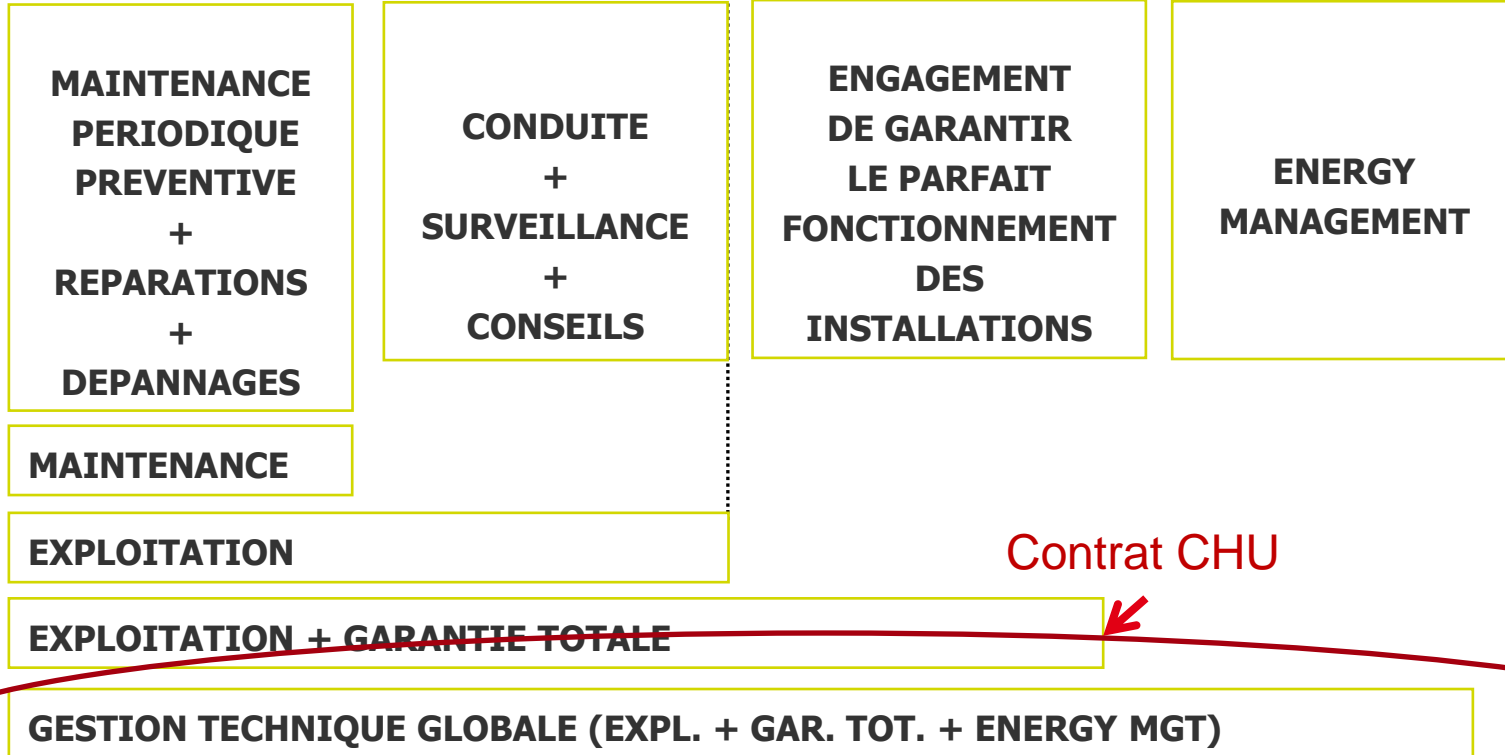 MAINTENANCE
PERIODIQUE
PREVENTIVE
+
REPARATIONS
+
DEPANNAGES
CONDUITE
+
SURVEILLANCE
+
CONSEILS
ENGAGEMENT
DE GARANTIR
LE PARFAIT
FONCTIONNEMENT
DES
INSTALLATIONS
ENERGY
MANAGEMENT
MAINTENANCE
EXPLOITATION
Contrat CHU
EXPLOITATION + GARANTIE TOTALE
GESTION TECHNIQUE GLOBALE (EXPL. + GAR. TOT. + ENERGY MGT)